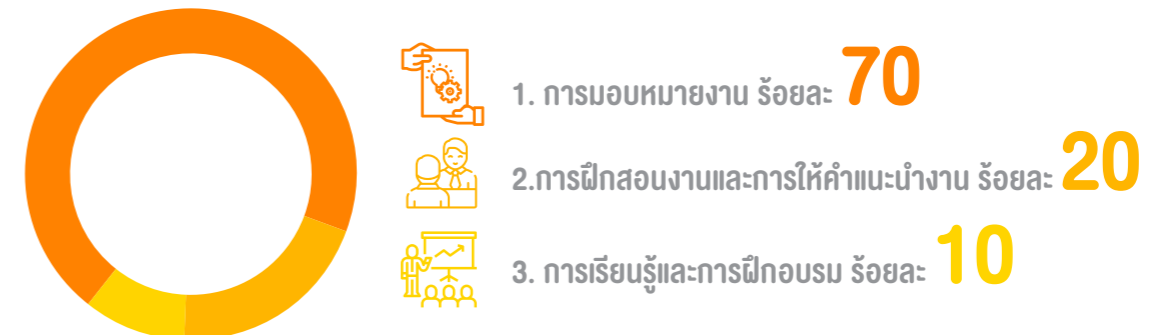 1. การมอบหมายงาน ร้อยละ 70
2.การฝึกสอนงานและการให้คำแนะนำงาน ร้อยละ 20
3. การเรียนรู้และการฝึกอบรม ร้อยละ 10